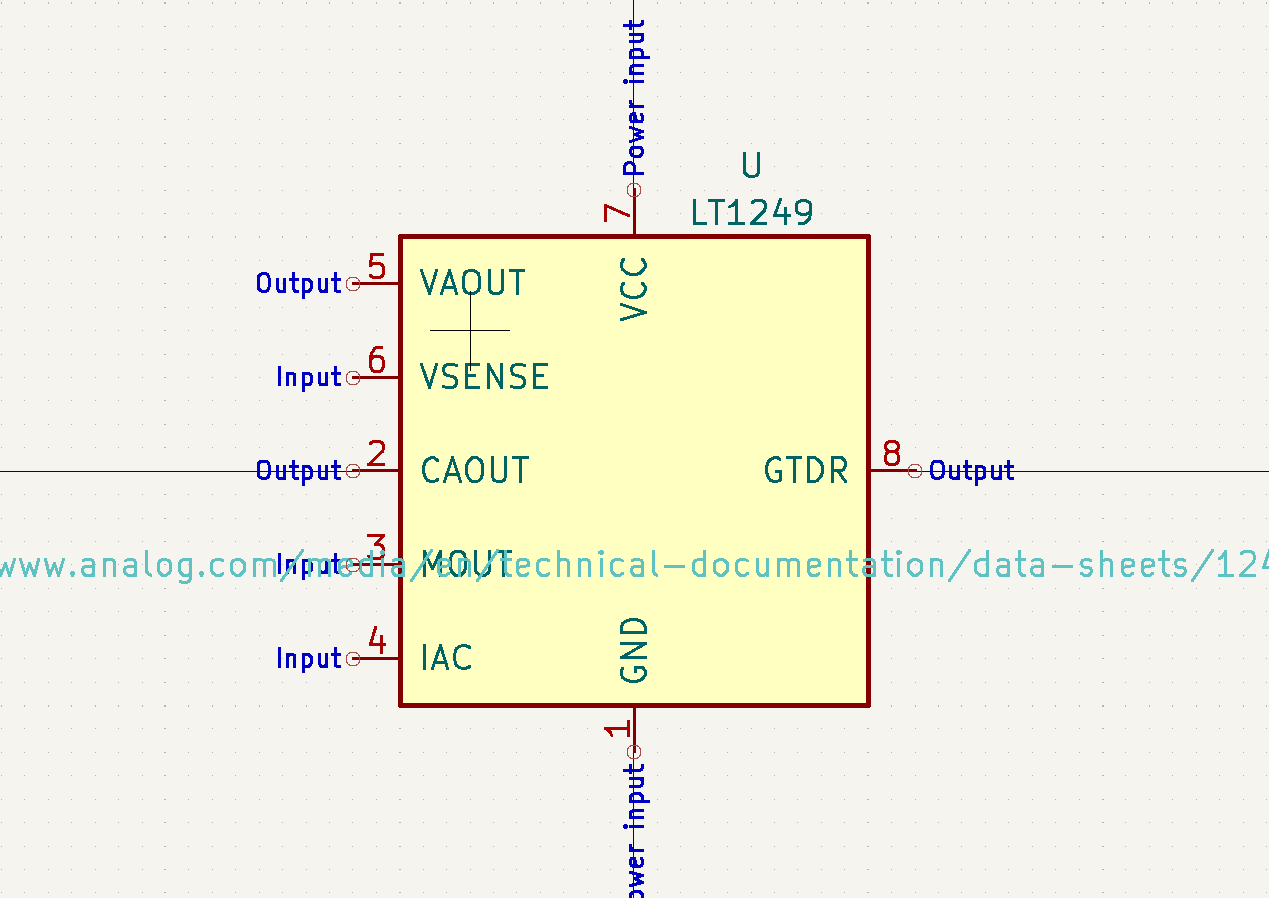 Power input
U
7
LT1249
Output 5 VAOUT
VCC
Input 6 VSENSE
Output 2 CAOUT
GTDR 8 Output
Input 3 MOUT
www.analog.com/media/en/technical-documentation/data-sheets/124
Input 4 IAC
GND
1
ower input